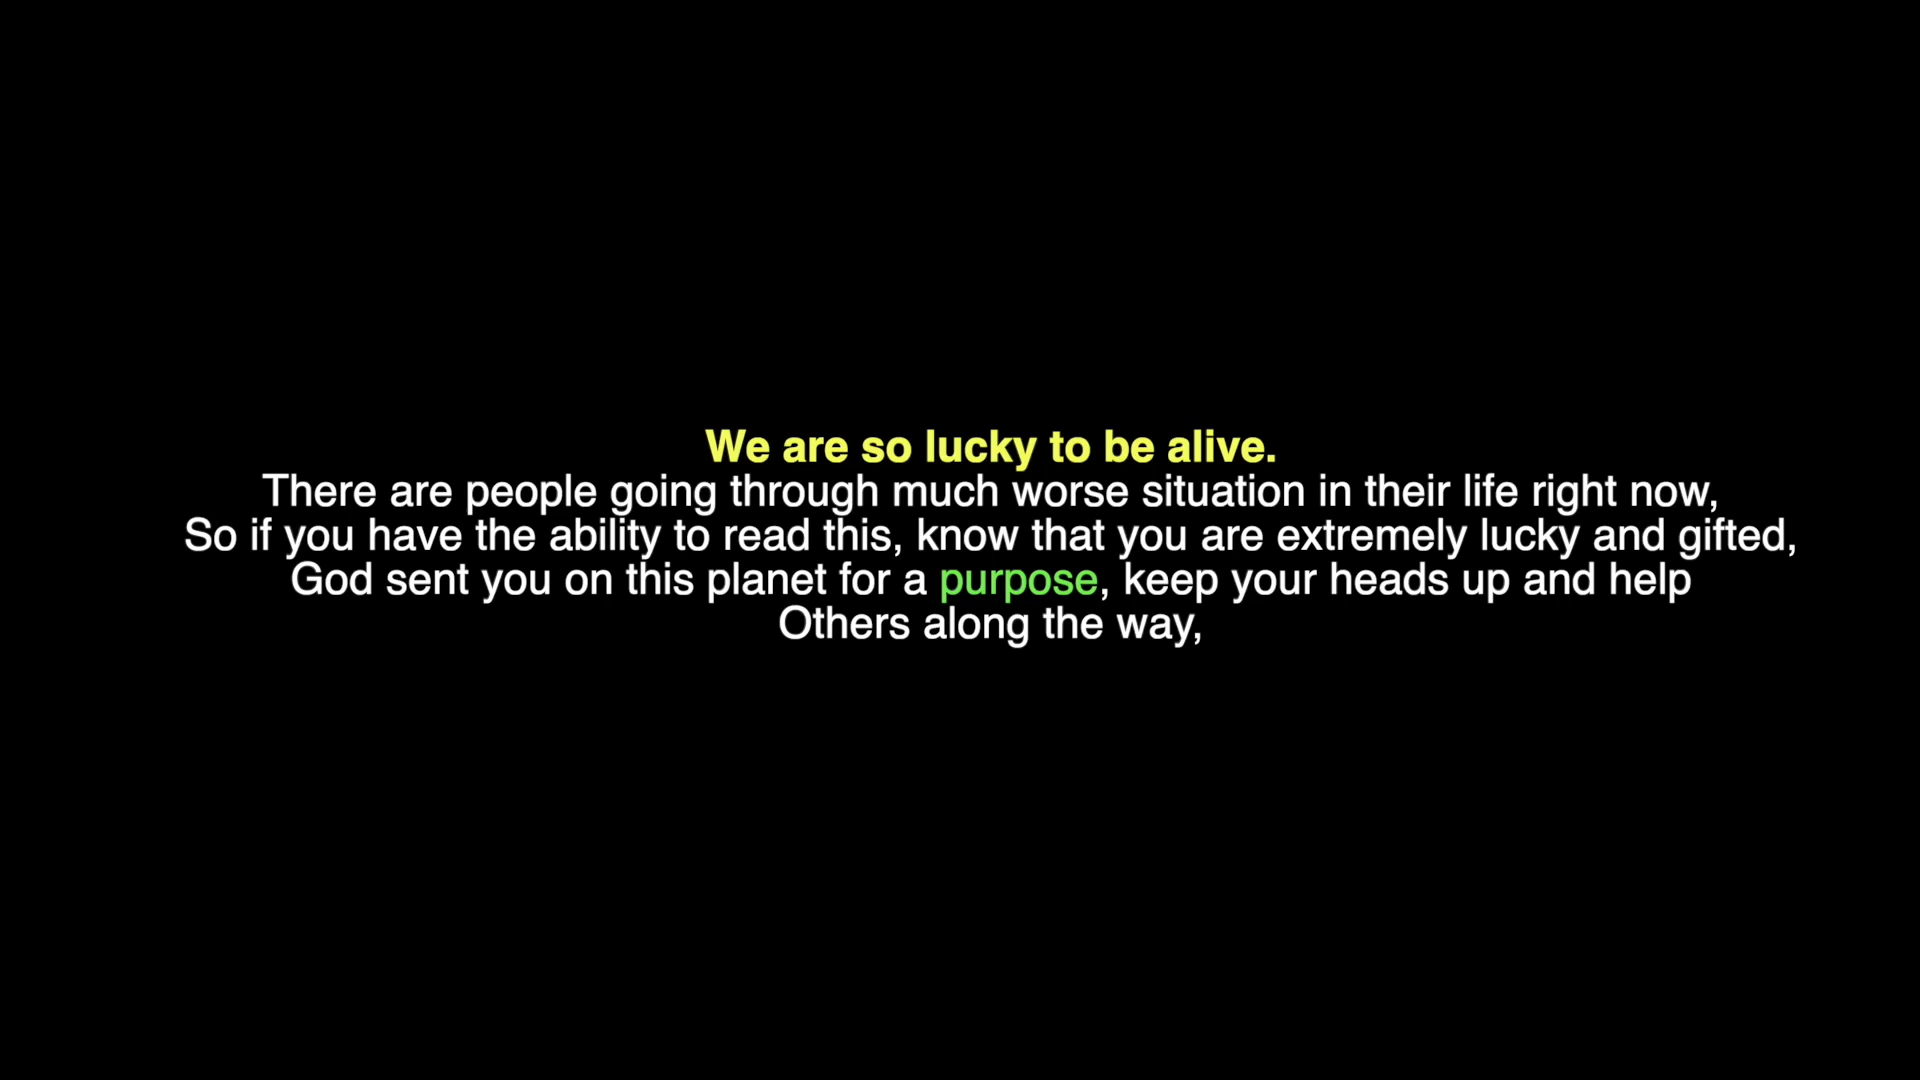 We are so lucky to be alive.
There are people going through much worse situation in their life right now,
So if you have the ability to read this, know that you are extremely lucky and gifted,
God sent you on this planet for a purpose, keep your heads up and help
Others along the way,